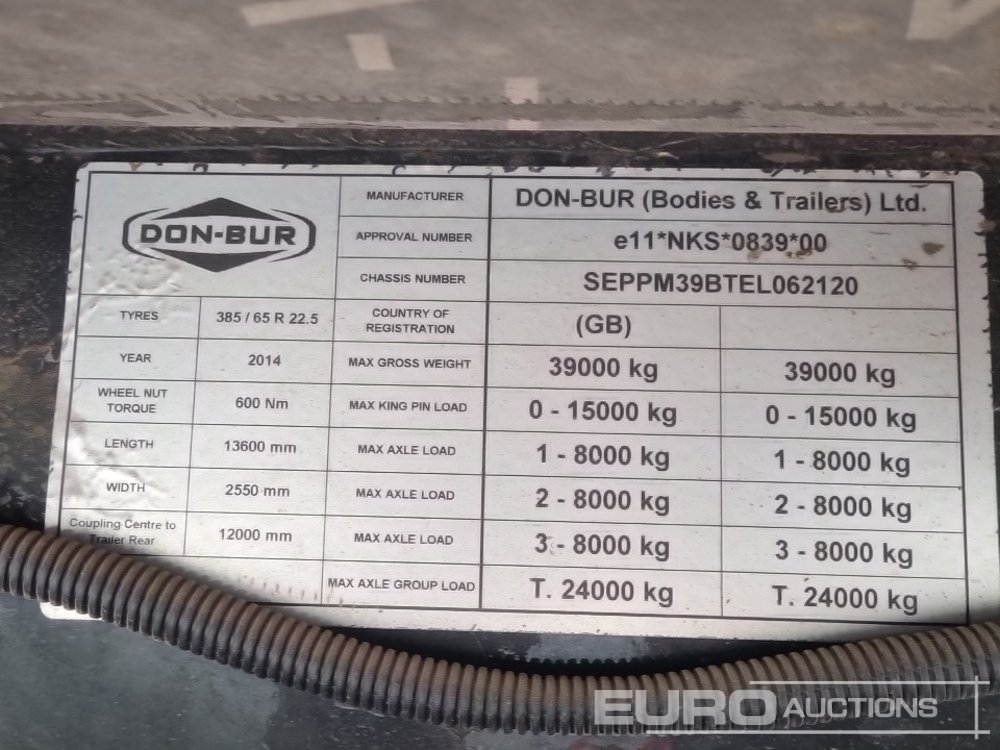 DON-BUR
MANUFACTURER DON-BUR (Bodies & Trailers) Ltd.
APPROVAL NUMBER e11*NKS*0839*00
CHASSIS NUMBER SEPPM39BTEL062120
TYRES 385 / 65 R 22.5 COUNTRY OF REGISTRATION (GB)
YEAR 2014 MAX GROSS WEIGHT 39000 kg 39000 kg
WHEEL NUT TORQUE 600 Nm MAX KING PIN LOAD 0 - 15000 kg 0 - 15000 kg
LENGTH 13600 mm MAX AXLE LOAD 1 - 8000 kg 1 - 8000 kg
WIDTH 2550 mm MAX AXLE LOAD 2 - 8000 kg 2 - 8000 kg
Coupling Centre to Trailer Rear 12000 mm MAX AXLE LOAD 3 - 8000 kg 3 - 8000 kg
MAX AXLE GROUP LOAD T. 24000 kg T. 24000 kg
EURO AUCTIONS